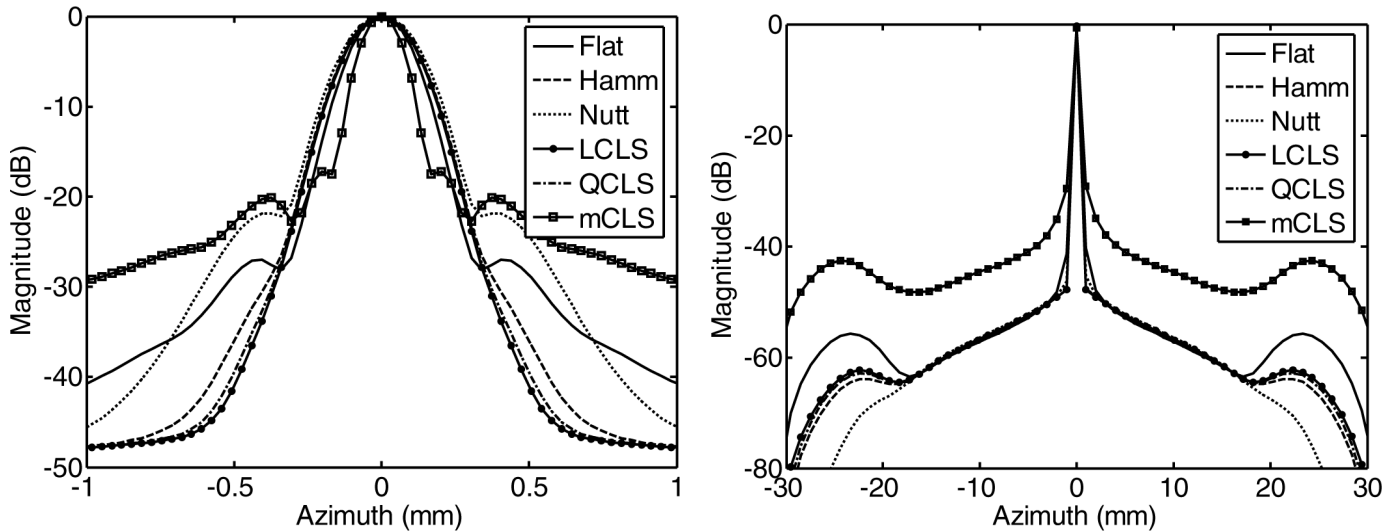 0
-10
-20
-30
-40
-50
Magnitude (dB)
-1
-0.5
0
0.5
1
Azimuth (mm)
Flat
Hamm
Nutt
LCLS
QCLS
mCLS
0
-20
-40
-60
-80
Magnitude (dB)
-30
-20
-10
0
10
20
30
Azimuth (mm)
Flat
Hamm
Nutt
LCLS
QCLS
mCLS